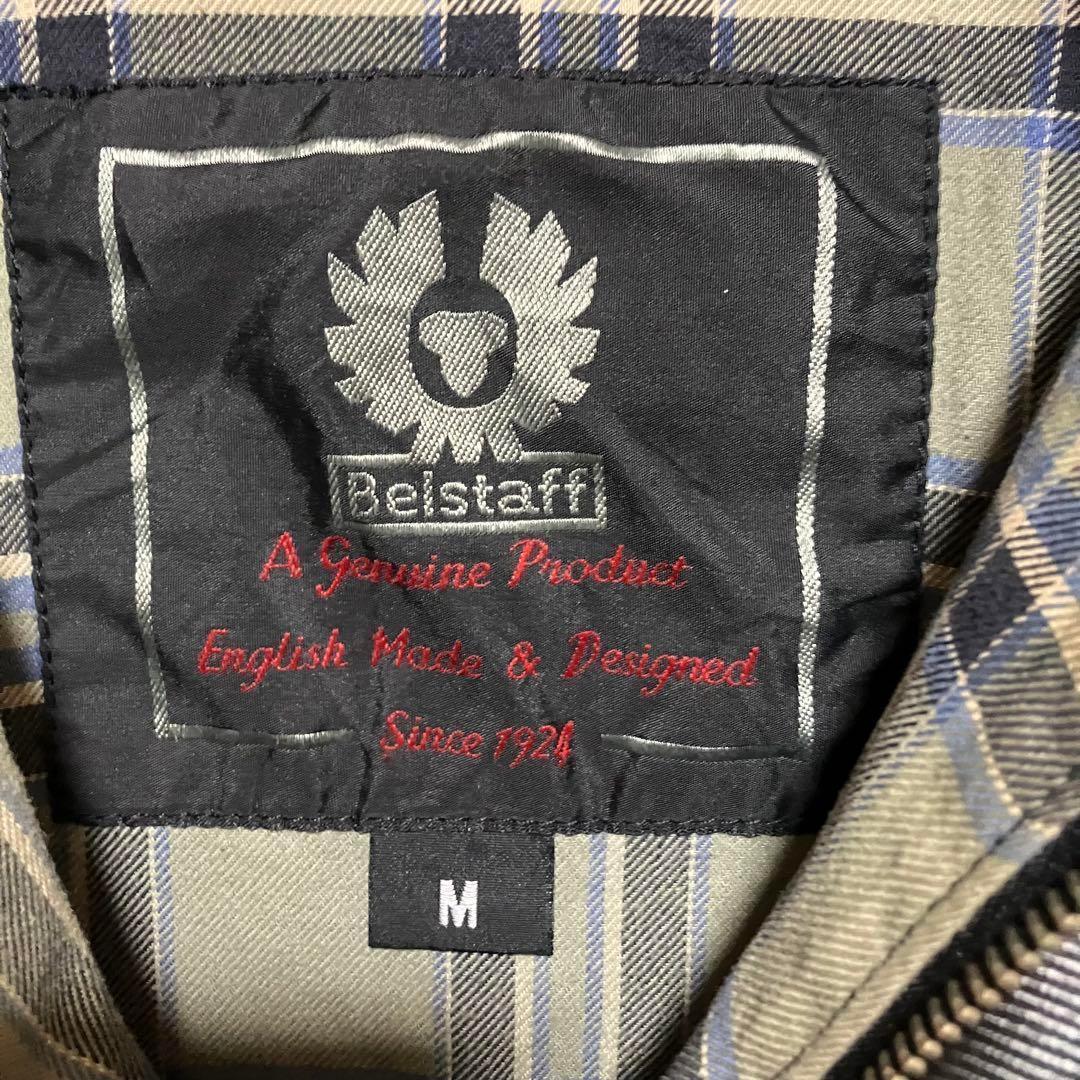 Belstaff
A Genuine Product
English Made & Designed
Since 1924
M